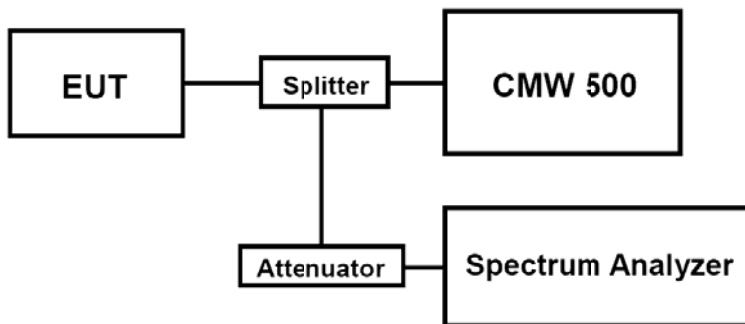 EUT
Splitter
CMW 500
Attenuator
Spectrum Analyzer